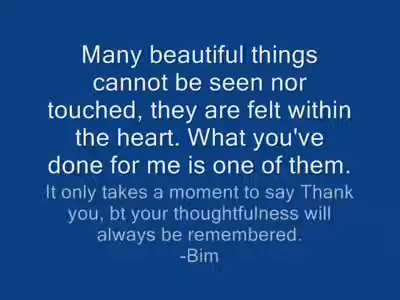 Many beautiful things
cannot be seen nor
touched, they are felt within
the heart. What you've
done for me is one of them.
It only takes a moment to say Thank
you, bt your thoughtfulness will
always be remembered.
-Bim